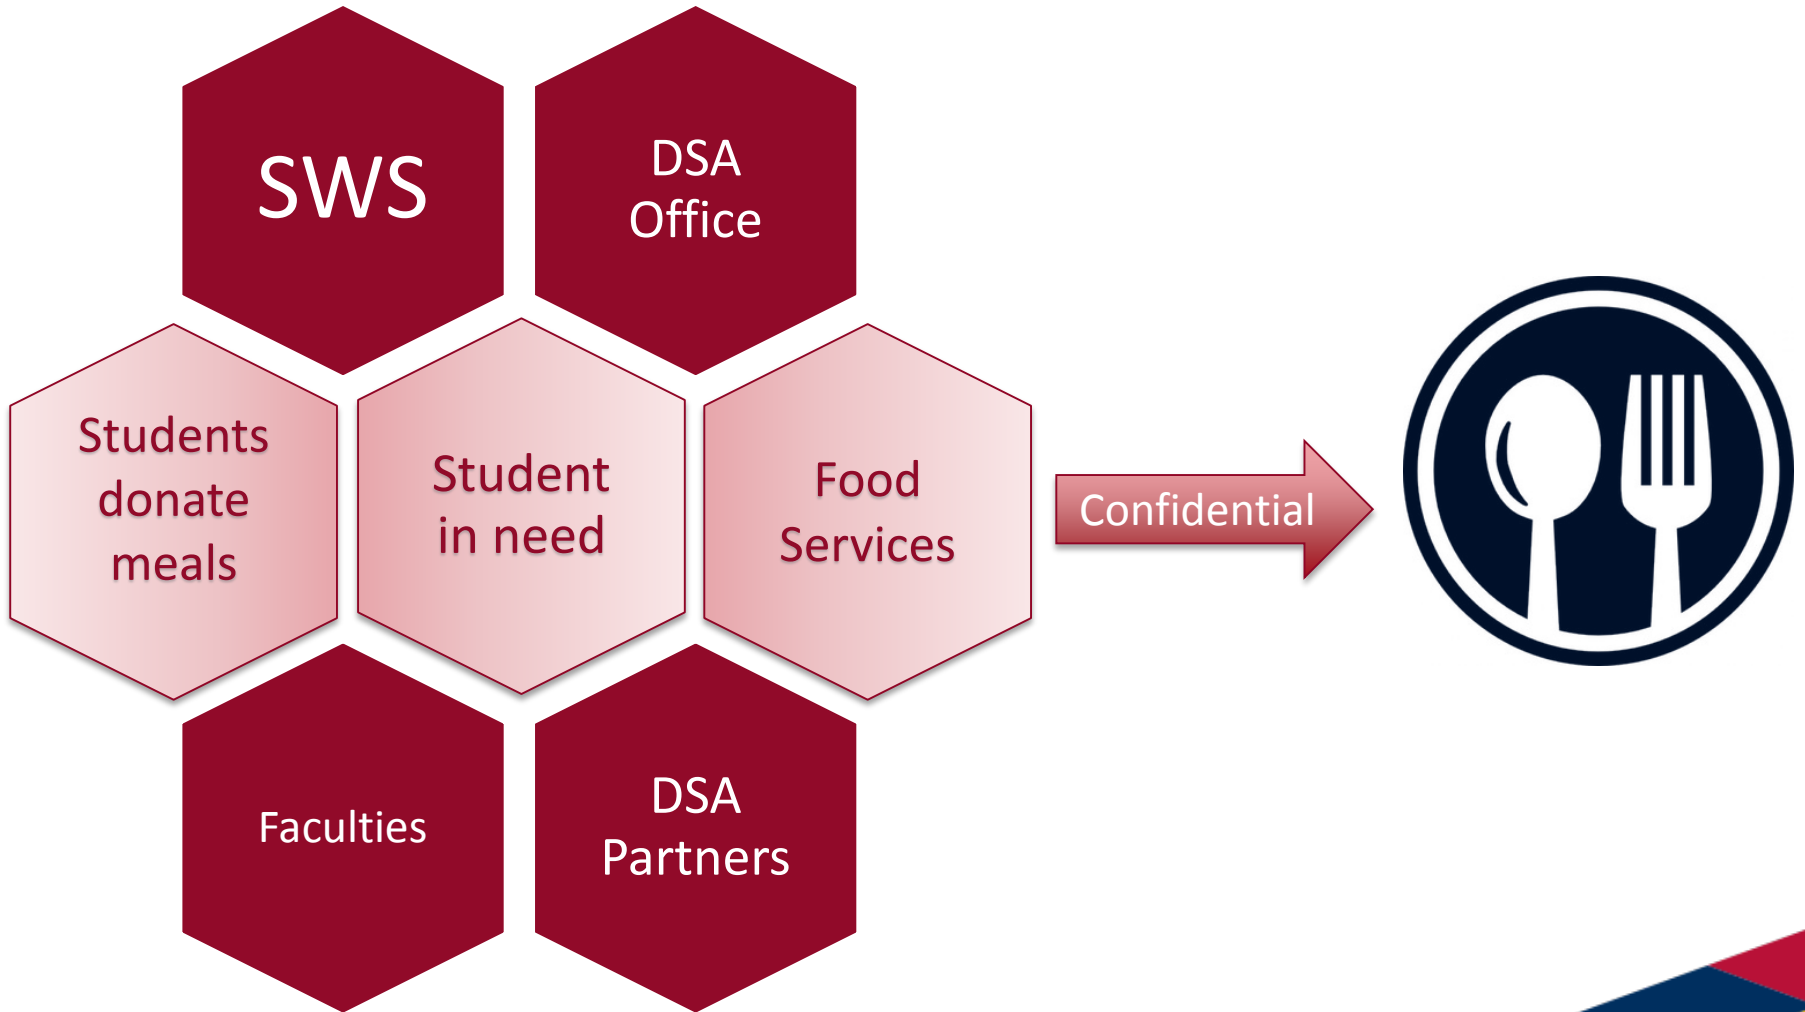 SWS
DSA
Office
Students
donate
meals
Student
in need
Food
Services
Confidential
Faculties
DSA
Partners